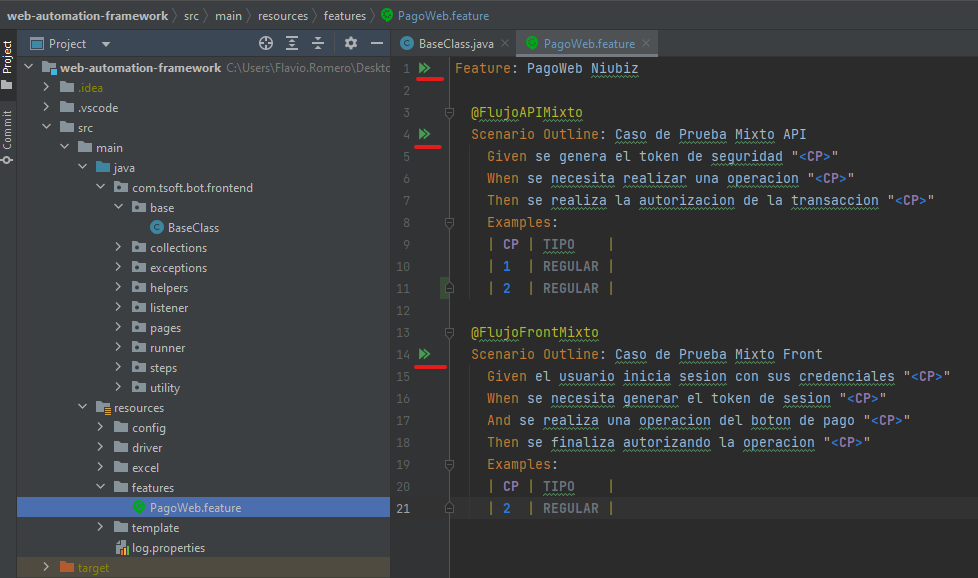 web-automation-framework > src > main > resources > features > PagoWeb.feature
Project
Commit
Project
web-automation-framework C:\Users\Flavio.Romero\Deskto
.idea
.vscode
src
main
java
com.tsoft.bot.frontend
base
BaseClass
collections
exceptions
helpers
listener
pages
runner
steps
utility
resources
config
driver
excel
features
PagoWeb.feature
template
log.properties
target
BaseClass.java × PagoWeb.feature ×
1 Feature: PagoWeb Niubiz
2
3 @FlujoAPIMixto
4 Scenario Outline: Caso de Prueba Mixto API
5 Given se genera el token de seguridad "<CP>"
6 When se necesita realizar una operacion "<CP>"
7 Then se realiza la autorizacion de la transaccion "<CP>"
8 Examples:
9 | CP | TIPO |
10 | 1 | REGULAR |
11 | 2 | REGULAR |
12
13 @FlujoFrontMixto
14 Scenario Outline: Caso de Prueba Mixto Front
15 Given el usuario inicia sesion con sus credenciales "<CP>"
16 When se necesita generar el token de sesion "<CP>"
17 And se realiza una operacion del boton de pago "<CP>"
18 Then se finaliza autorizando la operacion "<CP>"
19 Examples:
20 | CP | TIPO |
21 | 2 | REGULAR |